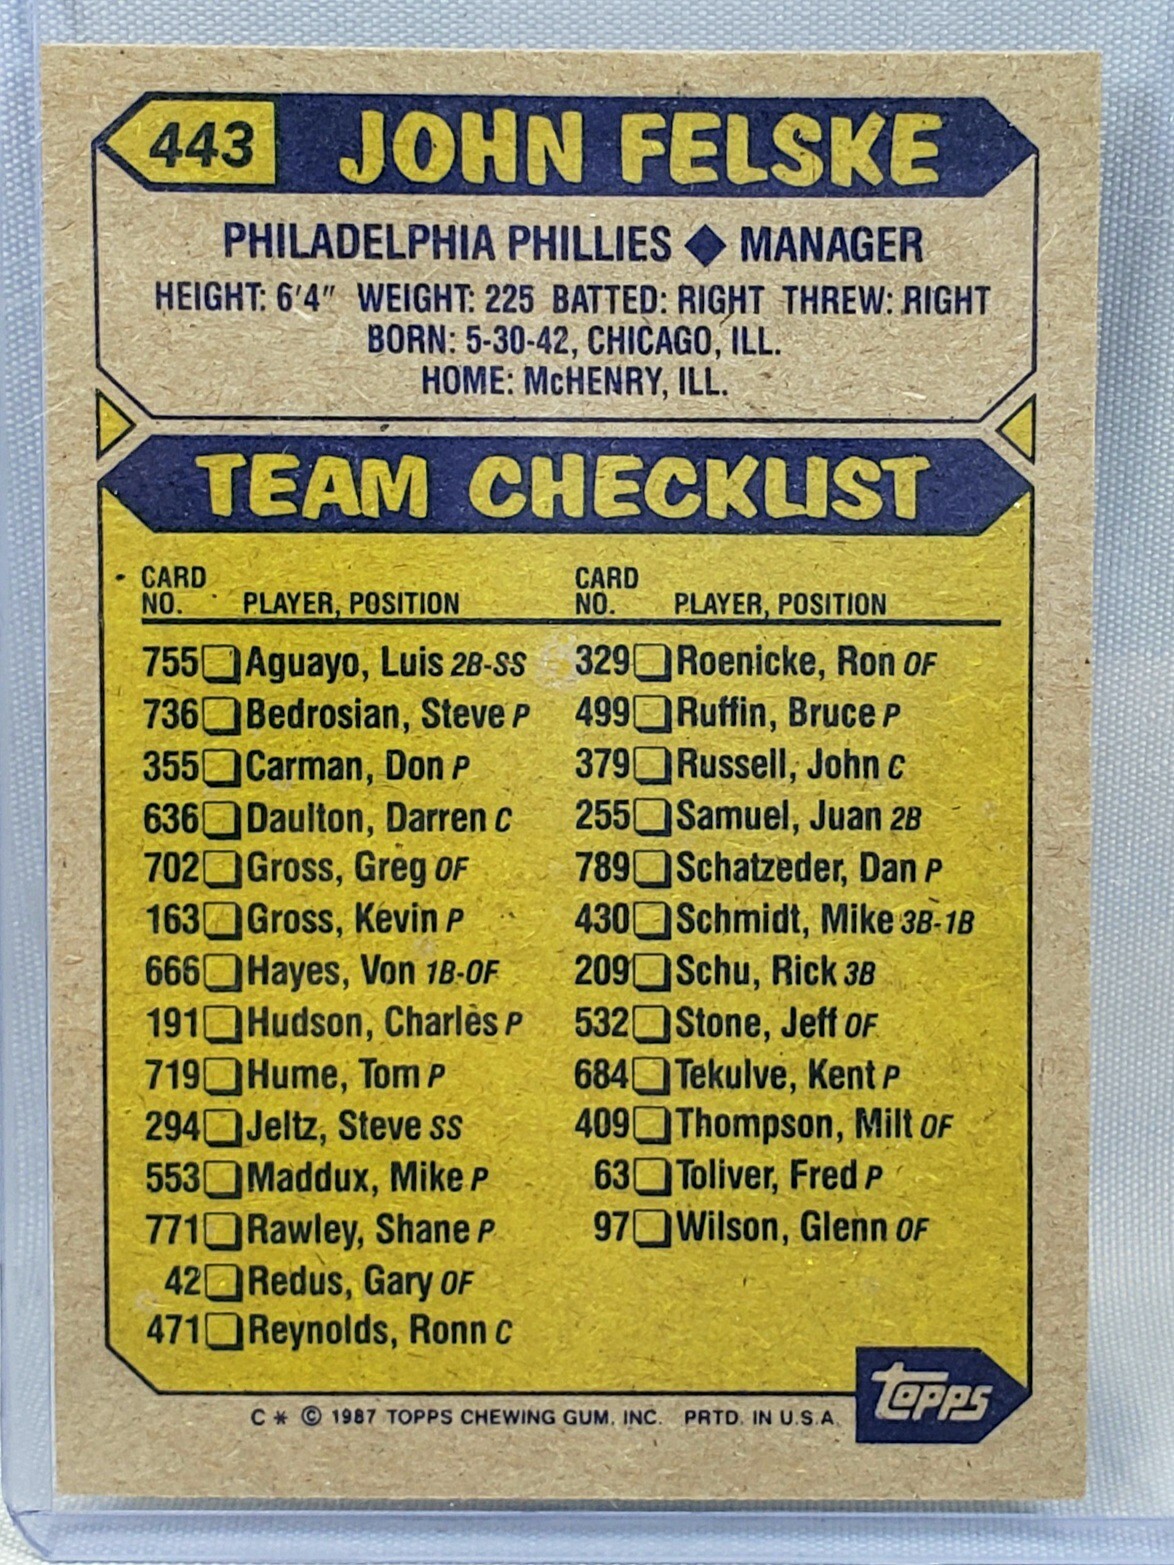 443 JOHN FELSKE
PHILADELPHIA PHILLIES ◆ MANAGER
HEIGHT: 6'4" WEIGHT: 225 BATTED: RIGHT THREW: RIGHT
BORN: 5-30-42, CHICAGO, ILL.
HOME: McHENRY, ILL.
TEAM CHECKLIST
CARD
NO. PLAYER, POSITION
755 Aguayo, Luis 2B-SS
736 Bedrosian, Steve P
355 Carman, Don P
636 Daulton, Darren C
702 Gross, Greg OF
163 Gross, Kevin P
666 Hayes, Von 1B-OF
191 Hudson, Charles P
719 Hume, Tom P
294 Jeltz, Steve SS
553 Maddux, Mike P
771 Rawley, Shane P
42 Redus, Gary OF
471 Reynolds, Ronn C
CARD
NO. PLAYER, POSITION
329 Roenicke, Ron OF
499 Ruffin, Bruce P
379 Russell, John C
255 Samuel, Juan 2B
789 Schatzeder, Dan P
430 Schmidt, Mike 3B-1B
209 Schu, Rick 3B
532 Stone, Jeff OF
684 Tekulve, Kent P
409 Thompson, Milt OF
63 Toliver, Fred P
97 Wilson, Glenn OF
topps
C * © 1987 TOPPS CHEWING GUM, INC. PRTD. IN U.S.A.